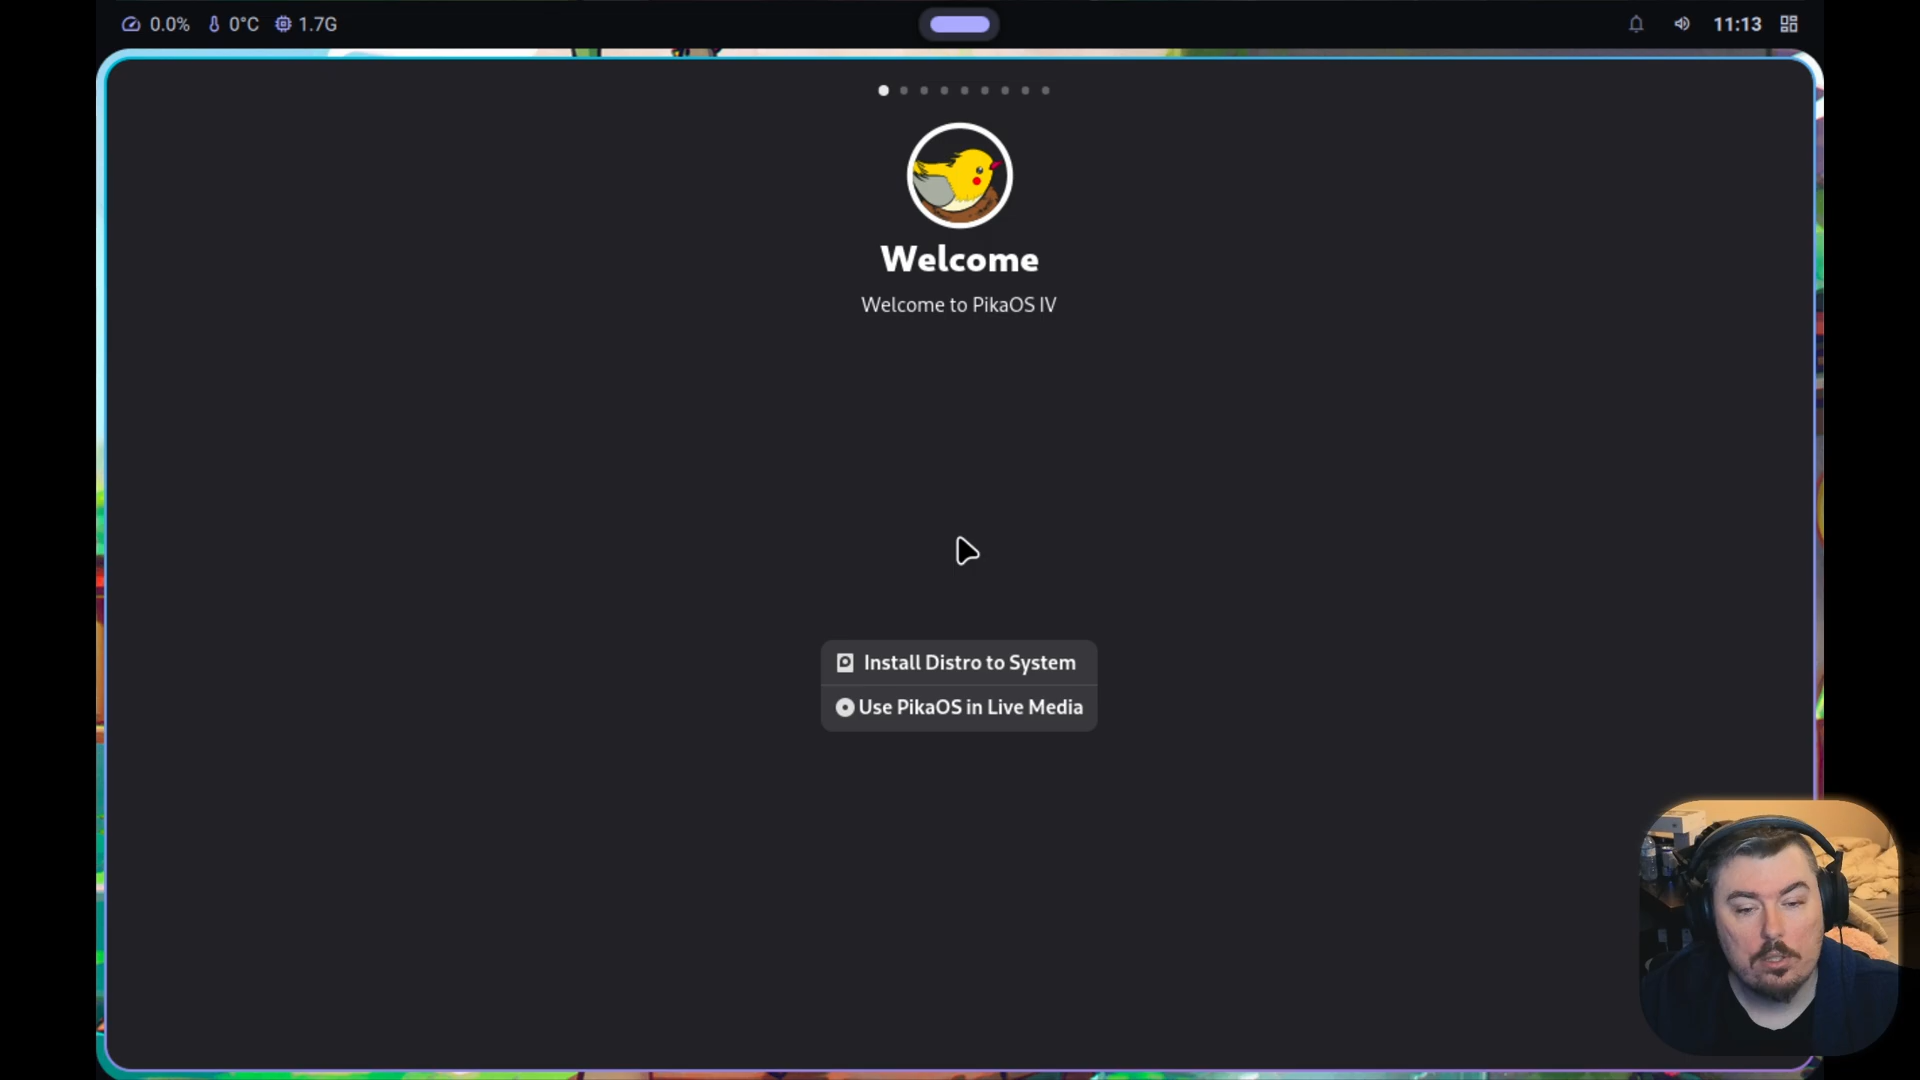 0.0% 0°C 1.7G 11:13
Welcome
Welcome to PikaOS IV
Install Distro to System
Use PikaOS in Live Media